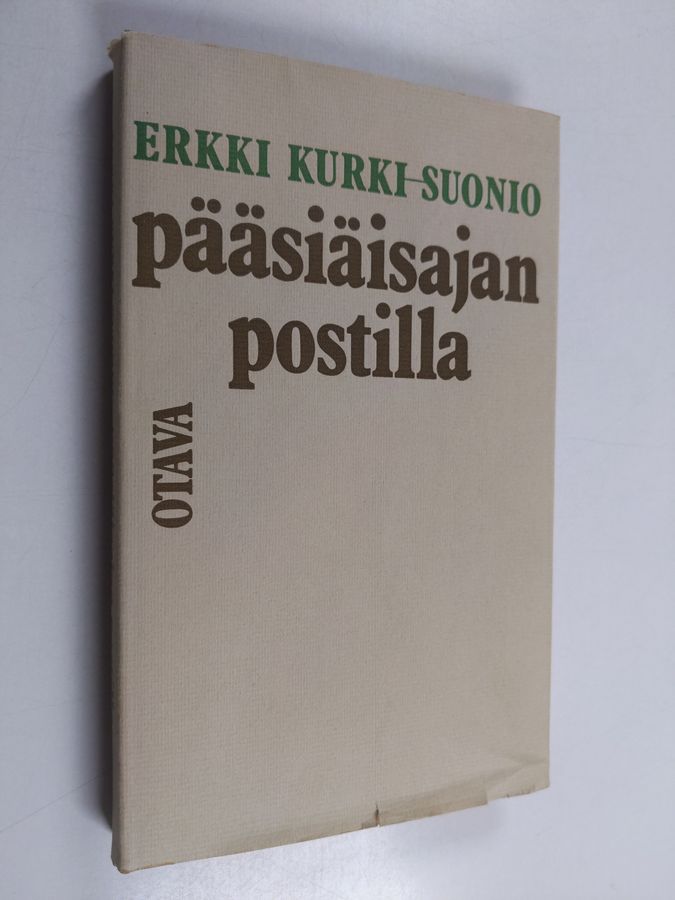 ERKKI KURKI-SUONIO
pääsiäisajan
postilla
OTAVA